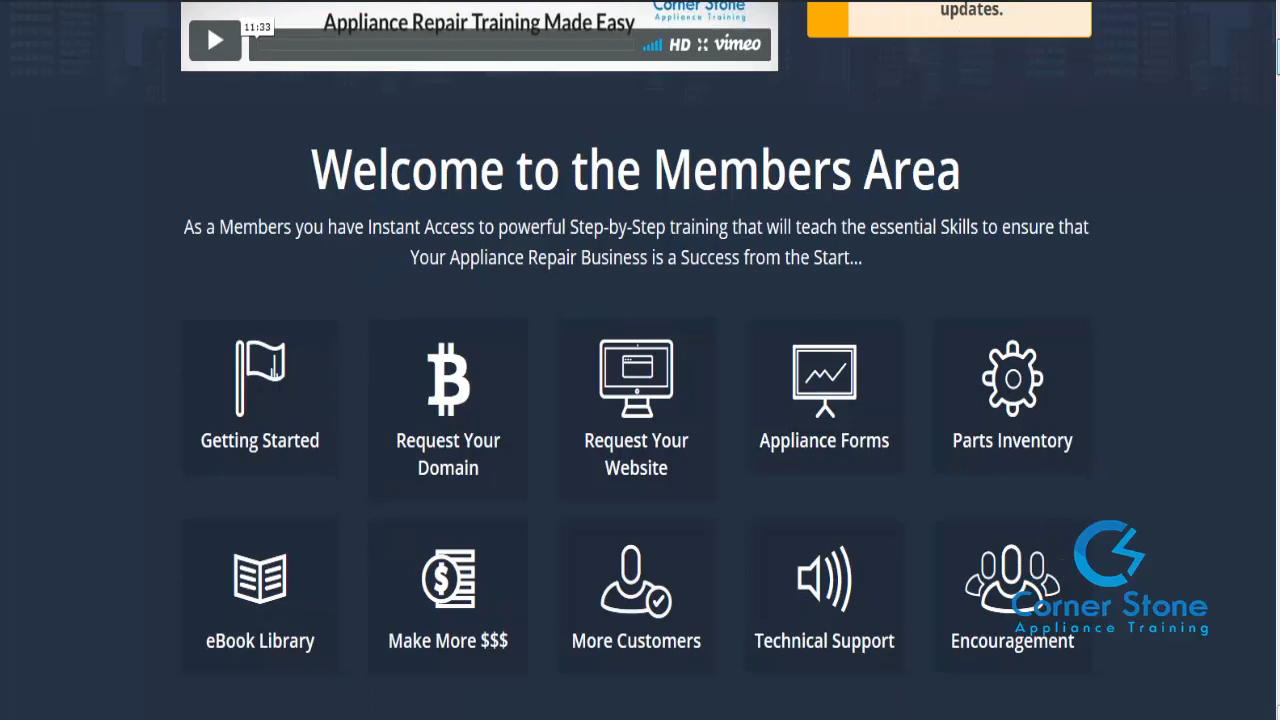 Corner Stone
Appliance Training
Appliance Repair Training Made Easy
updates.
11:33
HD vimeo
Welcome to the Members Area
As a Members you have Instant Access to powerful Step-by-Step training that will teach the essential Skills to ensure that
Your Appliance Repair Business is a Success from the Start...
Getting Started
Request Your
Domain
Request Your
Website
Appliance Forms
Parts Inventory
eBook Library
Make More $$$
More Customers
Technical Support
Encouragement
Corner Stone
Appliance Training